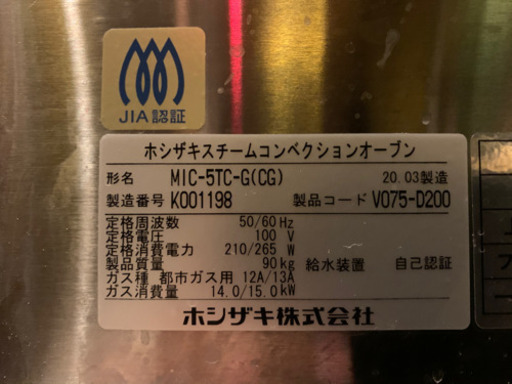 JIA認証
ホシザキスチームコンベクションオーブン
形名 MIC-5TC-G(CG) 20.03製造
製造番号 K001198 製品コード V075-D200
定格周波数 50/60 Hz
定格電圧 100 V
定格消費電力 210/265 W
製品質量 90kg 給水装置 自己認証
ガス種 都市ガス用 12A/13A
ガス消費量 14.0/15.0kW
ホシザキ株式会社